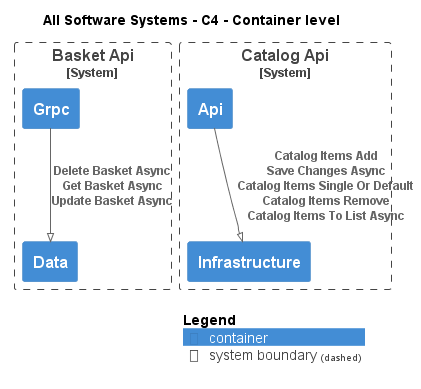 All Software Systems - C4 - Container level
Basket Api
[System]
Grpc
Delete Basket Async
Get Basket Async
Update Basket Async
Data
Catalog Api
[System]
Api
Catalog Items Add
Save Changes Async
Catalog Items Single Or Default
Catalog Items Remove
Catalog Items To List Async
Infrastructure
Legend
container
system boundary (dashed)